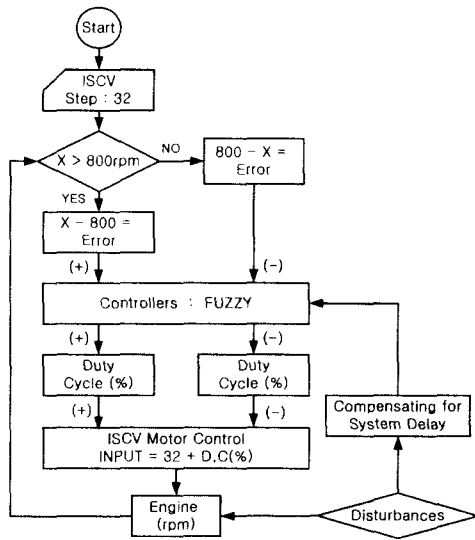 Start
ISCV
Step : 32
X > 800rpm
NO
800 - X =
Error
YES
X - 800 =
Error
(+)
(-)
Controllers : FUZZY
(+)
(-)
Duty
Cycle (%)
Duty
Cycle (%)
(+)
(-)
Compensating for
System Delay
ISCV Motor Control
INPUT = 32 + D,C(%)
Engine
(rpm)
Disturbances